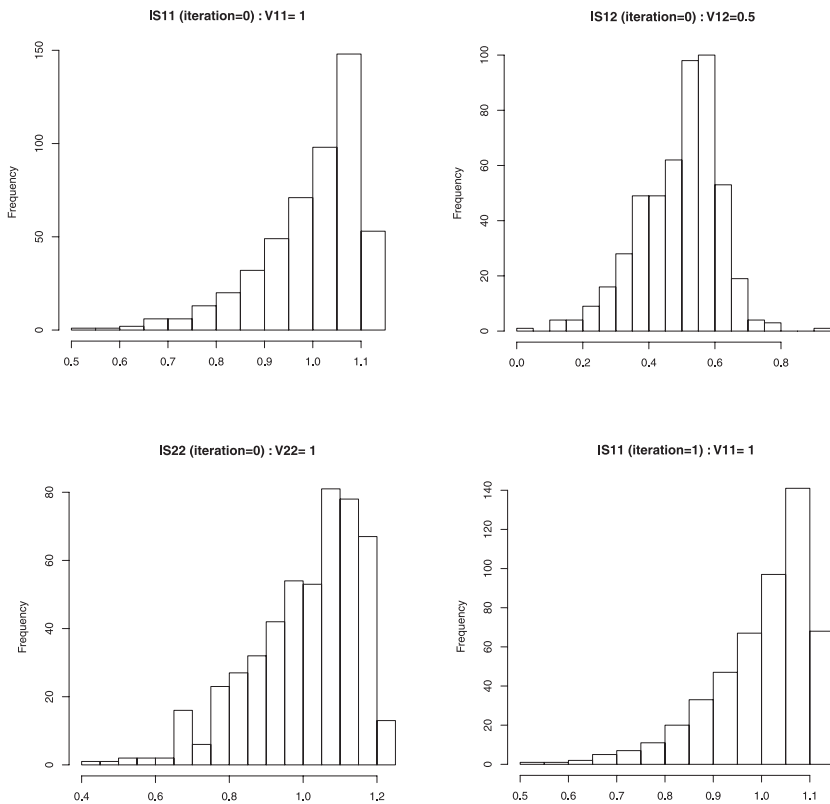 IS11 (iteration=0) : V11= 1
Frequency
150
100
50
0
0.5 0.6 0.7 0.8 0.9 1.0 1.1
IS12 (iteration=0) : V12=0.5
Frequency
100
80
60
40
20
0
0.0 0.2 0.4 0.6 0.8
IS22 (iteration=0) : V22= 1
Frequency
80
60
40
20
0
0.4 0.6 0.8 1.0 1.2
IS11 (iteration=1) : V11= 1
Frequency
140
120
100
80
60
40
20
0
0.5 0.6 0.7 0.8 0.9 1.0 1.1